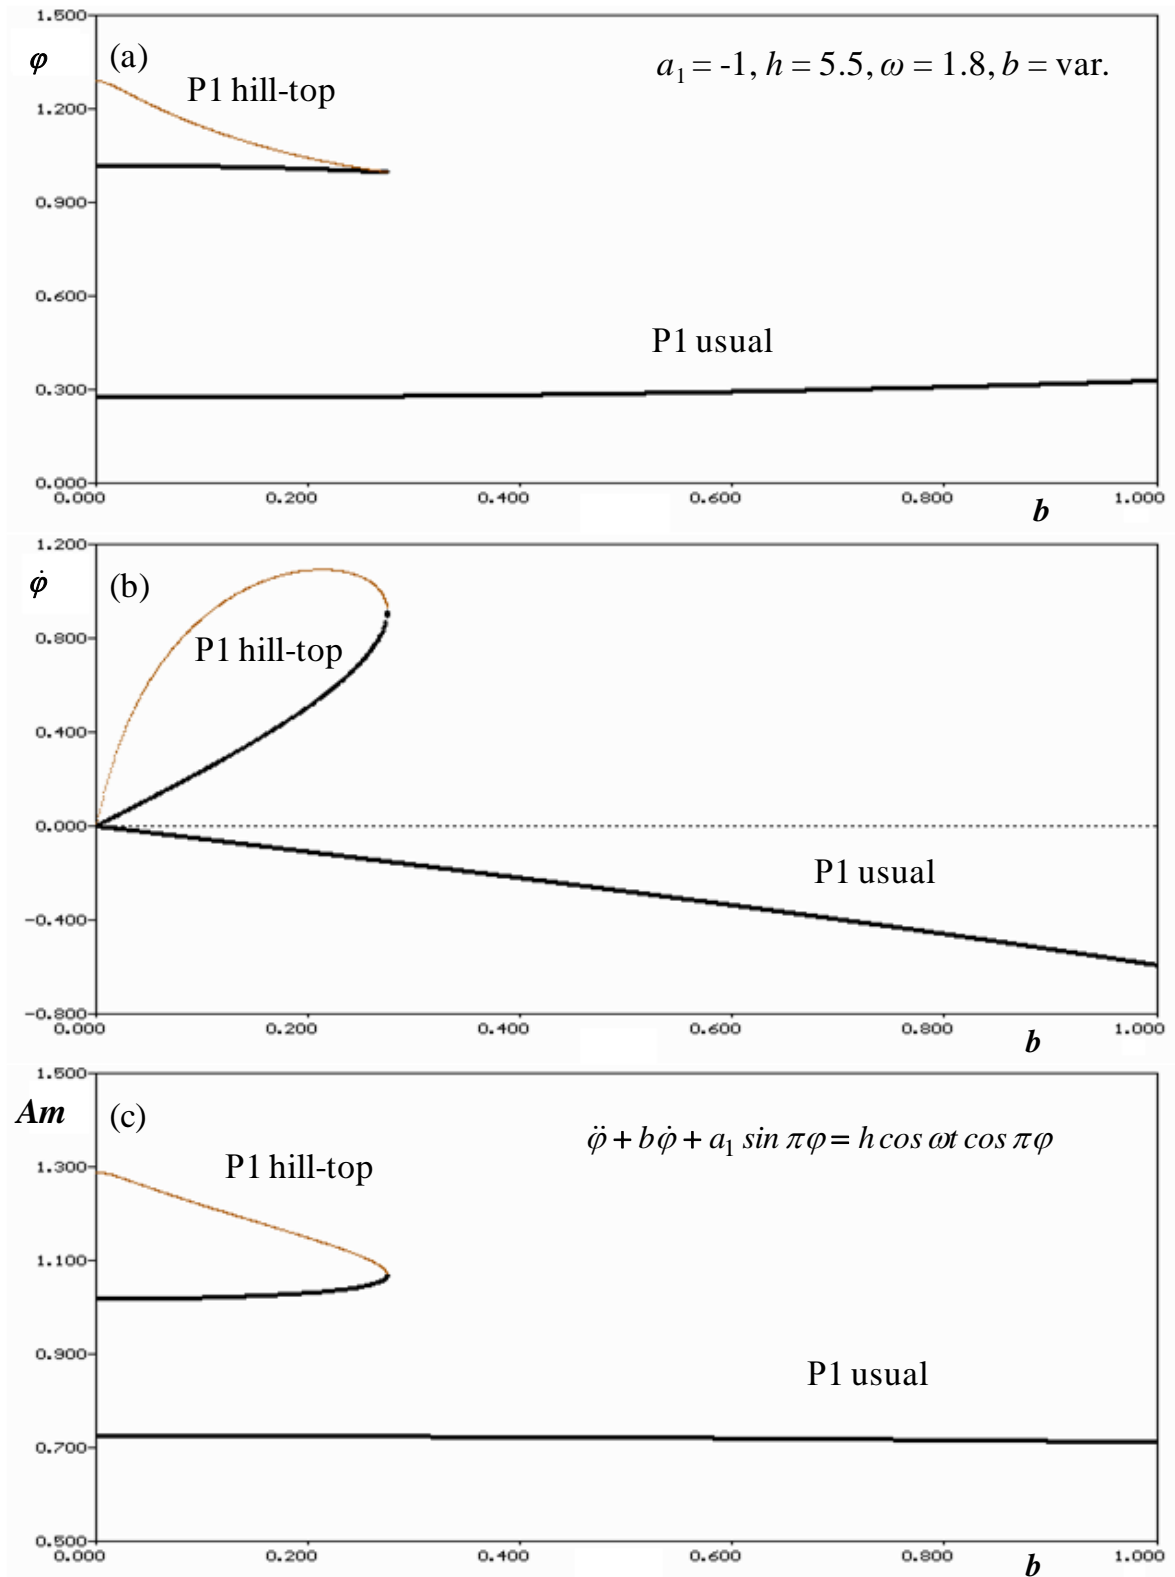 1.500
φ
(a)
a₁ = -1, h = 5.5, ω = 1.8, b = var.
P1 hill-top
1.200
0.900
0.600
P1 usual
0.300
0.000
0.000 0.200 0.400 0.600 0.800 1.000
b
1.200
φ̇
(b)
0.800
P1 hill-top
0.400
0.000
P1 usual
-0.400
-0.800
0.000 0.200 0.400 0.600 0.800 1.000
b
1.500
Am
(c)
φ̈ + bφ̇ + a₁ sin πφ = h cos ωt cos πφ
1.300
P1 hill-top
1.100
0.900
P1 usual
0.700
0.500
0.000 0.200 0.400 0.600 0.800 1.000
b